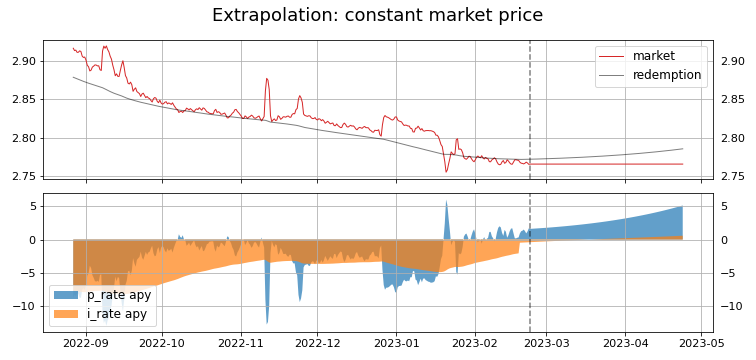 Extrapolation: constant market price
2.90 2.90
2.85 2.85
2.80 2.80
2.75 2.75
market
redemption
5 5
0 0
−5 −5
−10 −10
p_rate apy
i_rate apy
2022-09 2022-10 2022-11 2022-12 2023-01 2023-02 2023-03 2023-04 2023-05